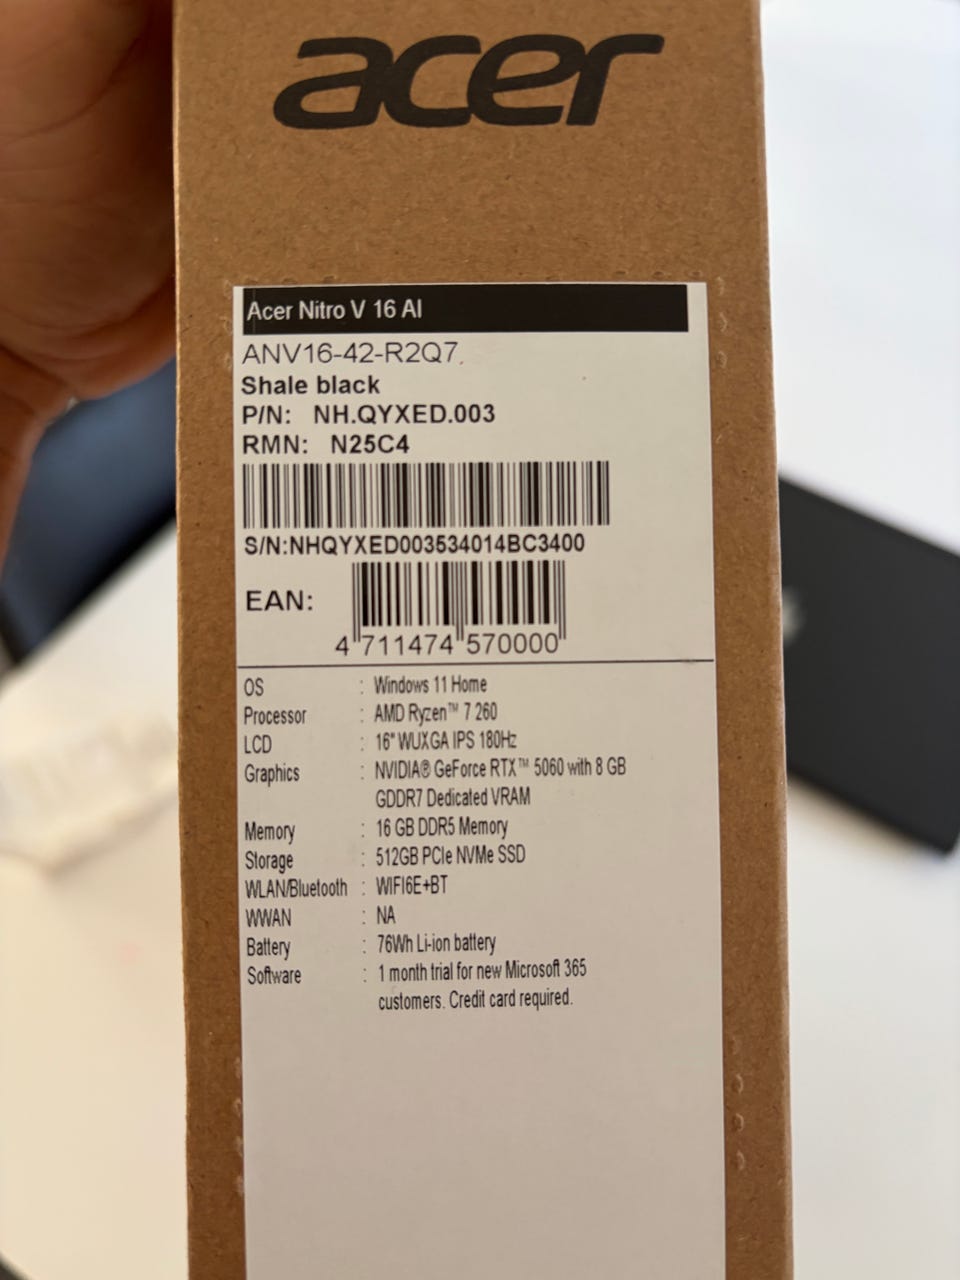 acer
Acer Nitro V 16 AI
ANV16-42-R2Q7
Shale black
P/N: NH.QYXED.003
RMN: N25C4
S/N:NHQYXED003534014BC3400
EAN:
4 711474 570000
OS : Windows 11 Home
Processor : AMD Ryzen™ 7 260
LCD : 16" WUXGA IPS 180Hz
Graphics : NVIDIA® GeForce RTX™ 5060 with 8 GB
GDDR7 Dedicated VRAM
Memory : 16 GB DDR5 Memory
Storage : 512GB PCIe NVMe SSD
WLAN/Bluetooth : WIFI6E+BT
WWAN : NA
Battery : 76Wh Li-ion battery
Software : 1 month trial for new Microsoft 365
customers. Credit card required.